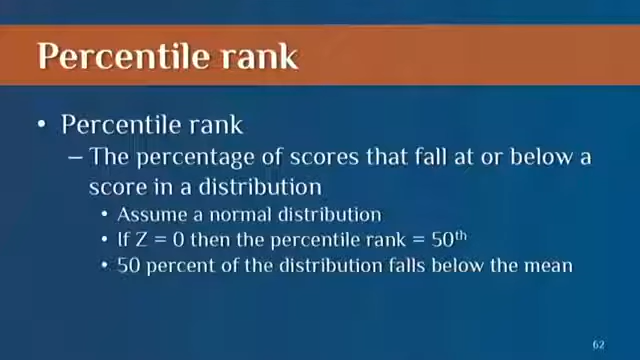 Percentile rank
• Percentile rank
– The percentage of scores that fall at or below a
score in a distribution
• Assume a normal distribution
• If Z = 0 then the percentile rank = 50th
• 50 percent of the distribution falls below the mean
62